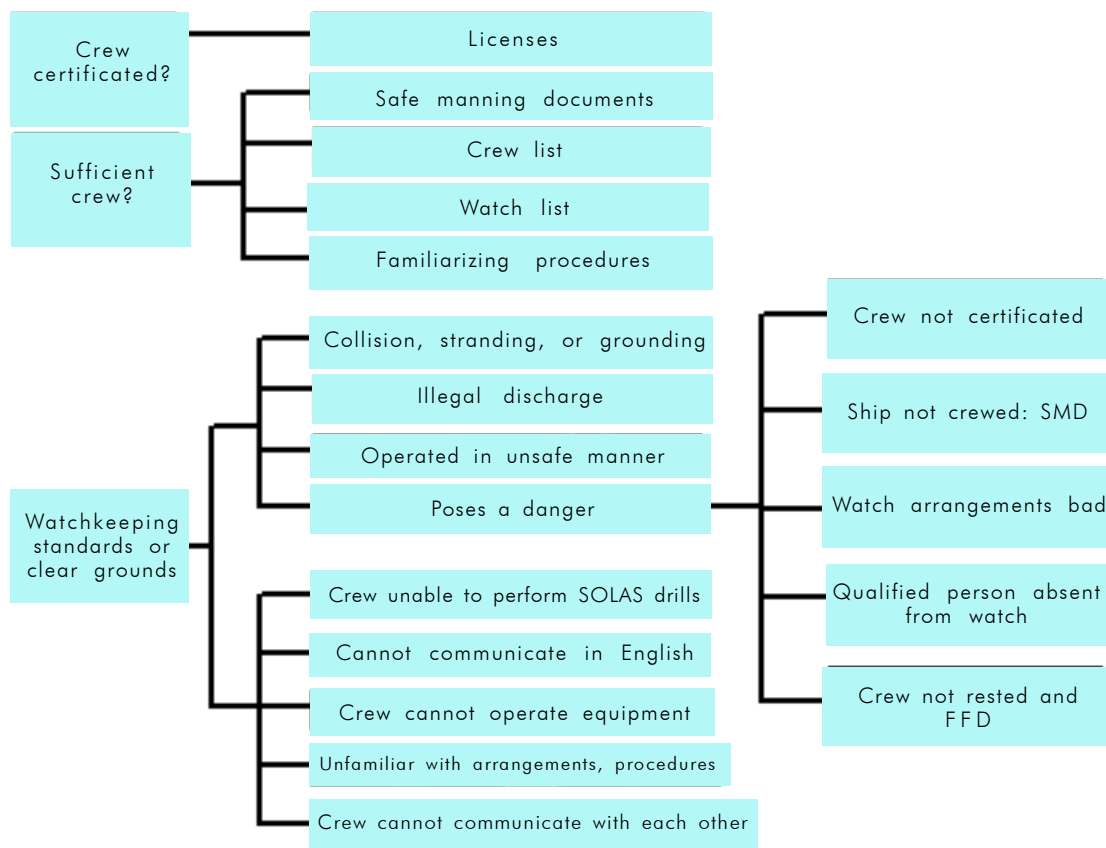 Crew
certificated?
Licenses
Safe manning documents
Sufficient
crew?
Crew list
Watch list
Familiarizing procedures
Watchkeeping
standards or
clear grounds
Collision, stranding, or grounding
Illegal discharge
Operated in unsafe manner
Poses a danger
Crew not certificated
Ship not crewed: SMD
Watch arrangements bad
Qualified person absent
from watch
Crew not rested and
FFD
Crew unable to perform SOLAS drills
Cannot communicate in English
Crew cannot operate equipment
Unfamiliar with arrangements, procedures
Crew cannot communicate with each other